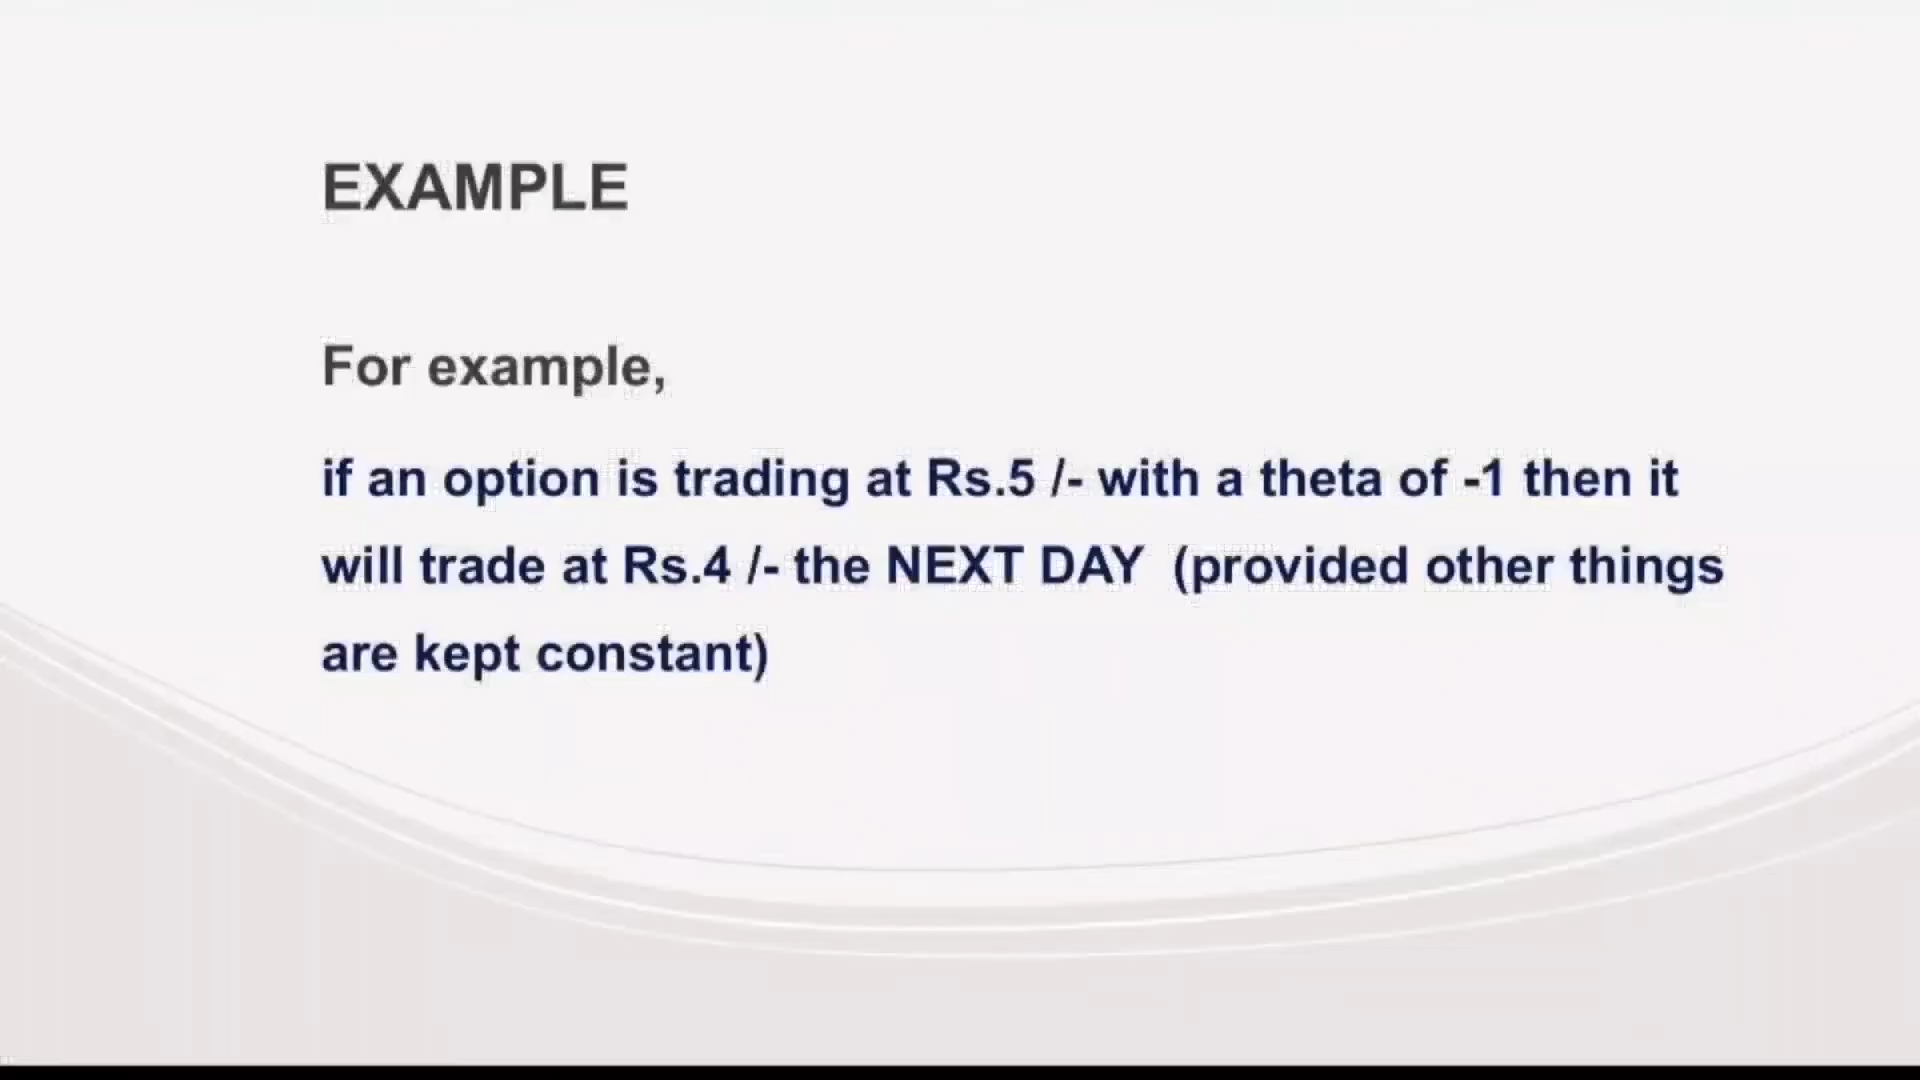 EXAMPLE
For example,
if an option is trading at Rs.5 /- with a theta of -1 then it
will trade at Rs.4 /- the NEXT DAY (provided other things
are kept constant)